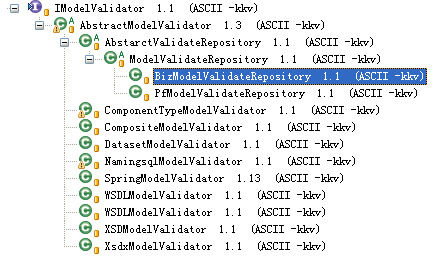 IModelValidator 1.1 (ASCII -kkv)
AbstractModelValidator 1.3 (ASCII -kkv)
AbstarctValidateRepository 1.1 (ASCII -kkv)
ModelValidateRepository 1.1 (ASCII -kkv)
BizModelValidateRepository 1.1 (ASCII -kkv)
PfModelValidateRepository 1.1 (ASCII -kkv)
ComponentTypeModelValidator 1.1 (ASCII -kkv)
CompositeModelValidator 1.1 (ASCII -kkv)
DatasetModelValidator 1.1 (ASCII -kkv)
NamingsqlModelValidator 1.1 (ASCII -kkv)
SpringModelValidator 1.13 (ASCII -kkv)
WSDLModelValidator 1.1 (ASCII -kkv)
WSDLModelValidator 1.1 (ASCII -kkv)
XSDModelValidator 1.1 (ASCII -kkv)
XsdxModelValidator 1.1 (ASCII -kkv)